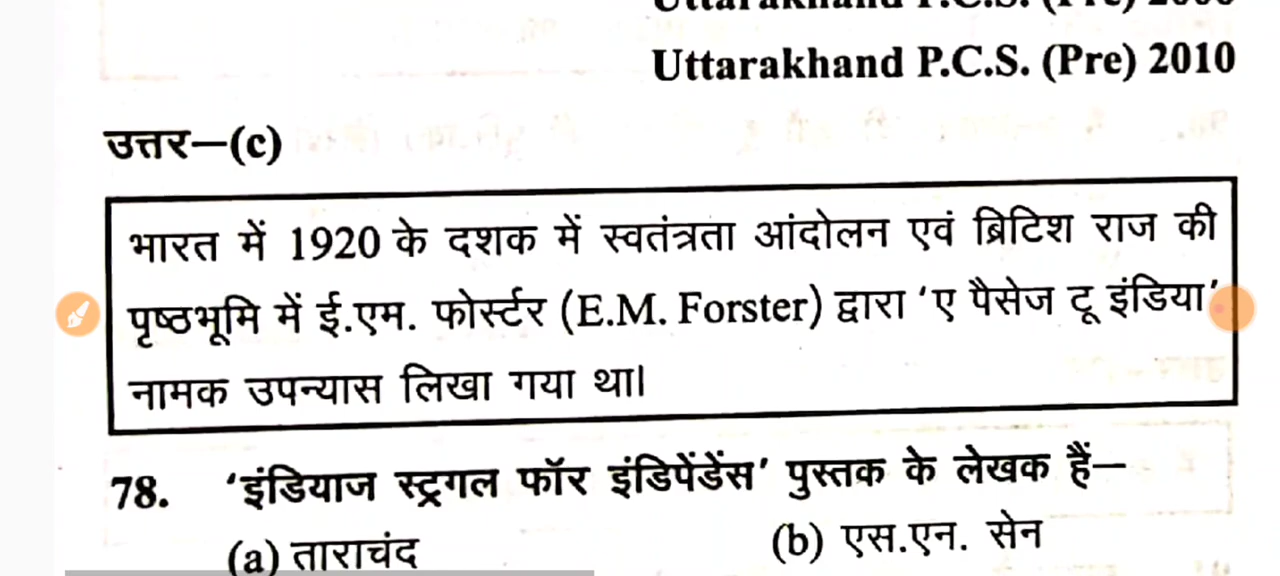 Uttarakhand P.C.S. (Pre) 2010
उत्तर–(c)
भारत में 1920 के दशक में स्वतंत्रता आंदोलन एवं ब्रिटिश राज की
पृष्ठभूमि में ई.एम. फोर्स्टर (E.M. Forster) द्वारा ‘ए पैसेज टू इंडिया’
नामक उपन्यास लिखा गया था।
78. ‘इंडियाज स्ट्रगल फॉर इंडिपेंडेंस’ पुस्तक के लेखक हैं–
(a) ताराचंद (b) एस.एन. सेन